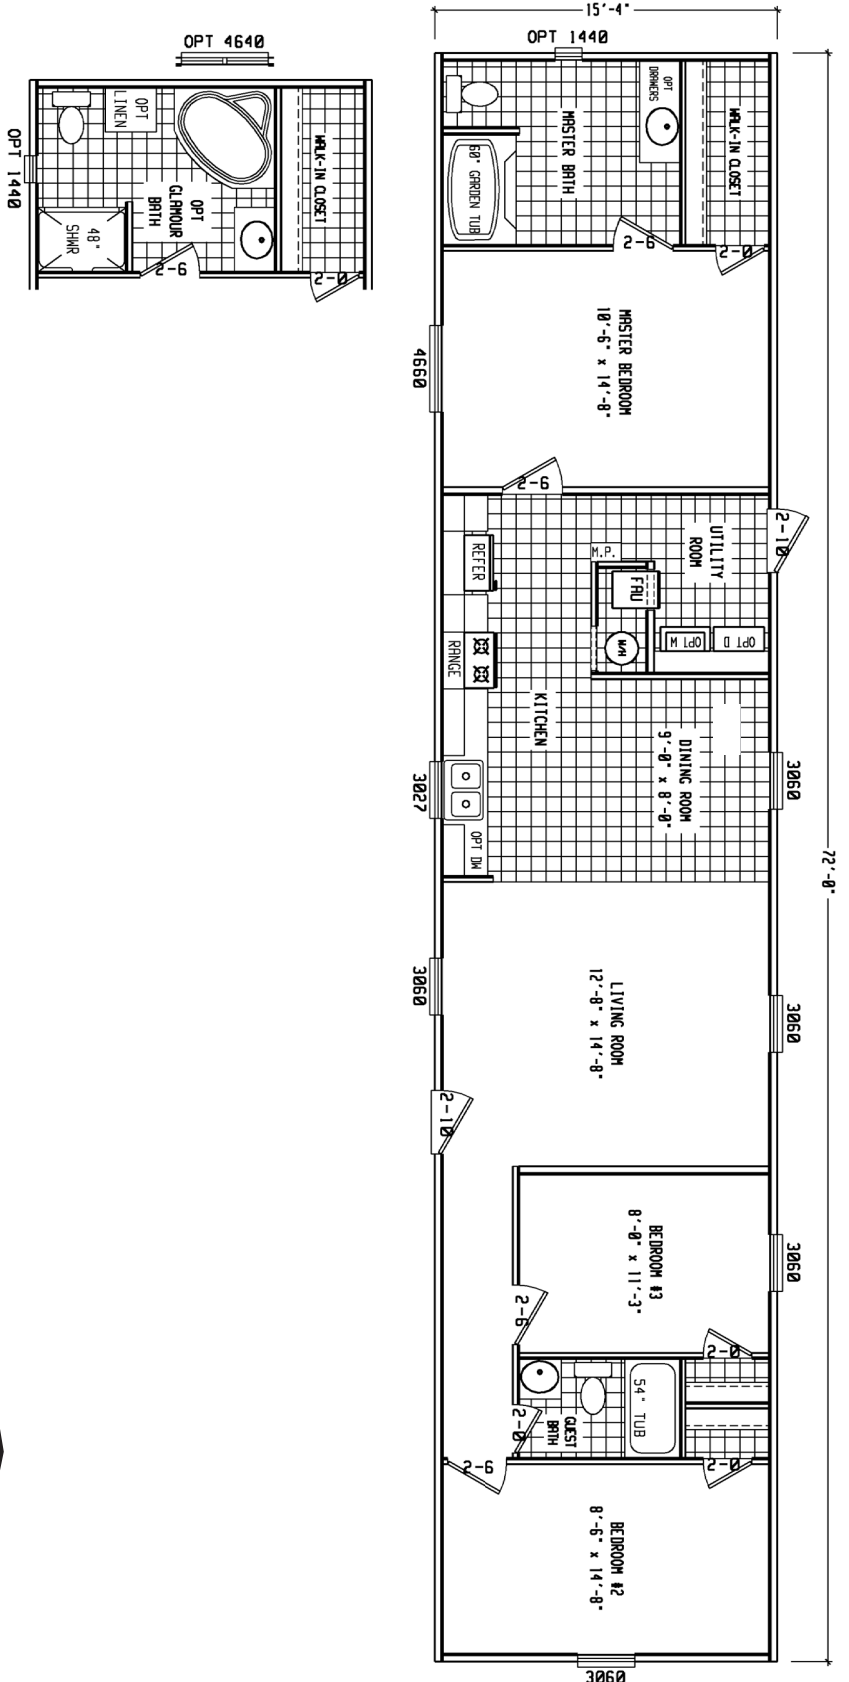 15'-4"
OPT 4640
OPT
LINEN
WALK-IN CLOSET
OPT 1440
OPT
GLAMOUR
BATH
48"
SHWR
2-6
2-0
OPT 1440
OPT
DRAWERS
MASTER BATH
WALK-IN CLOSET
60" GARDEN TUB
2-6
2-0
72'-0"
MASTER BEDROOM
10'-6" x 14'-8"
4660
2-6
2-10
UTILITY
ROOM
REFER
M.P.
FAU
RANGE
W/H
OPT W
OPT D
KITCHEN
DINING ROOM
9'-0" x 8'-0"
3027
3060
OPT DW
LIVING ROOM
12'-8" x 14'-8"
3060
3060
2-10
BEDROOM #3
8'-0" x 11'-3"
3060
2-6
2-0
54" TUB
GUEST
BATH
2-0
2-6
2-0
BEDROOM #2
8'-6" x 14'-8"
3060